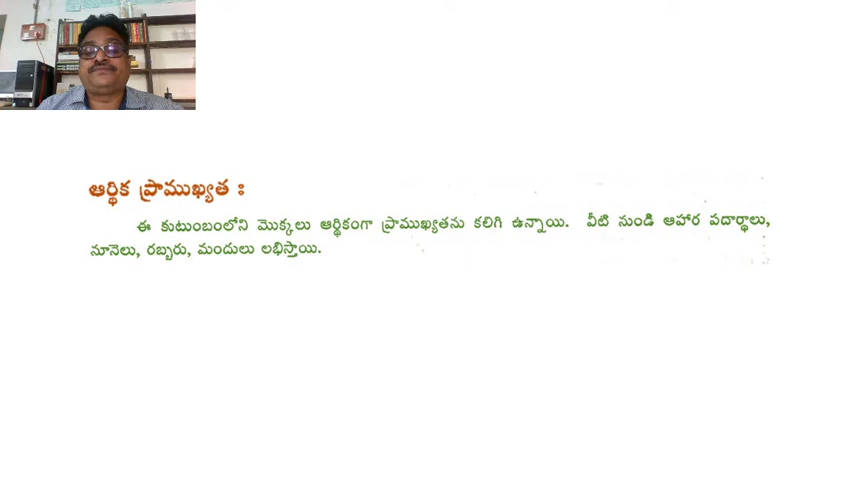 ఆర్థిక ప్రాముఖ్యత :
ఈ కుటుంబంలోని మొక్కలు ఆర్థికంగా ప్రాముఖ్యతను కలిగి ఉన్నాయి. వీటి నుండి ఆహార పదార్థాలు,
నూనెలు, రబ్బరు, మందులు లభిస్తాయి.